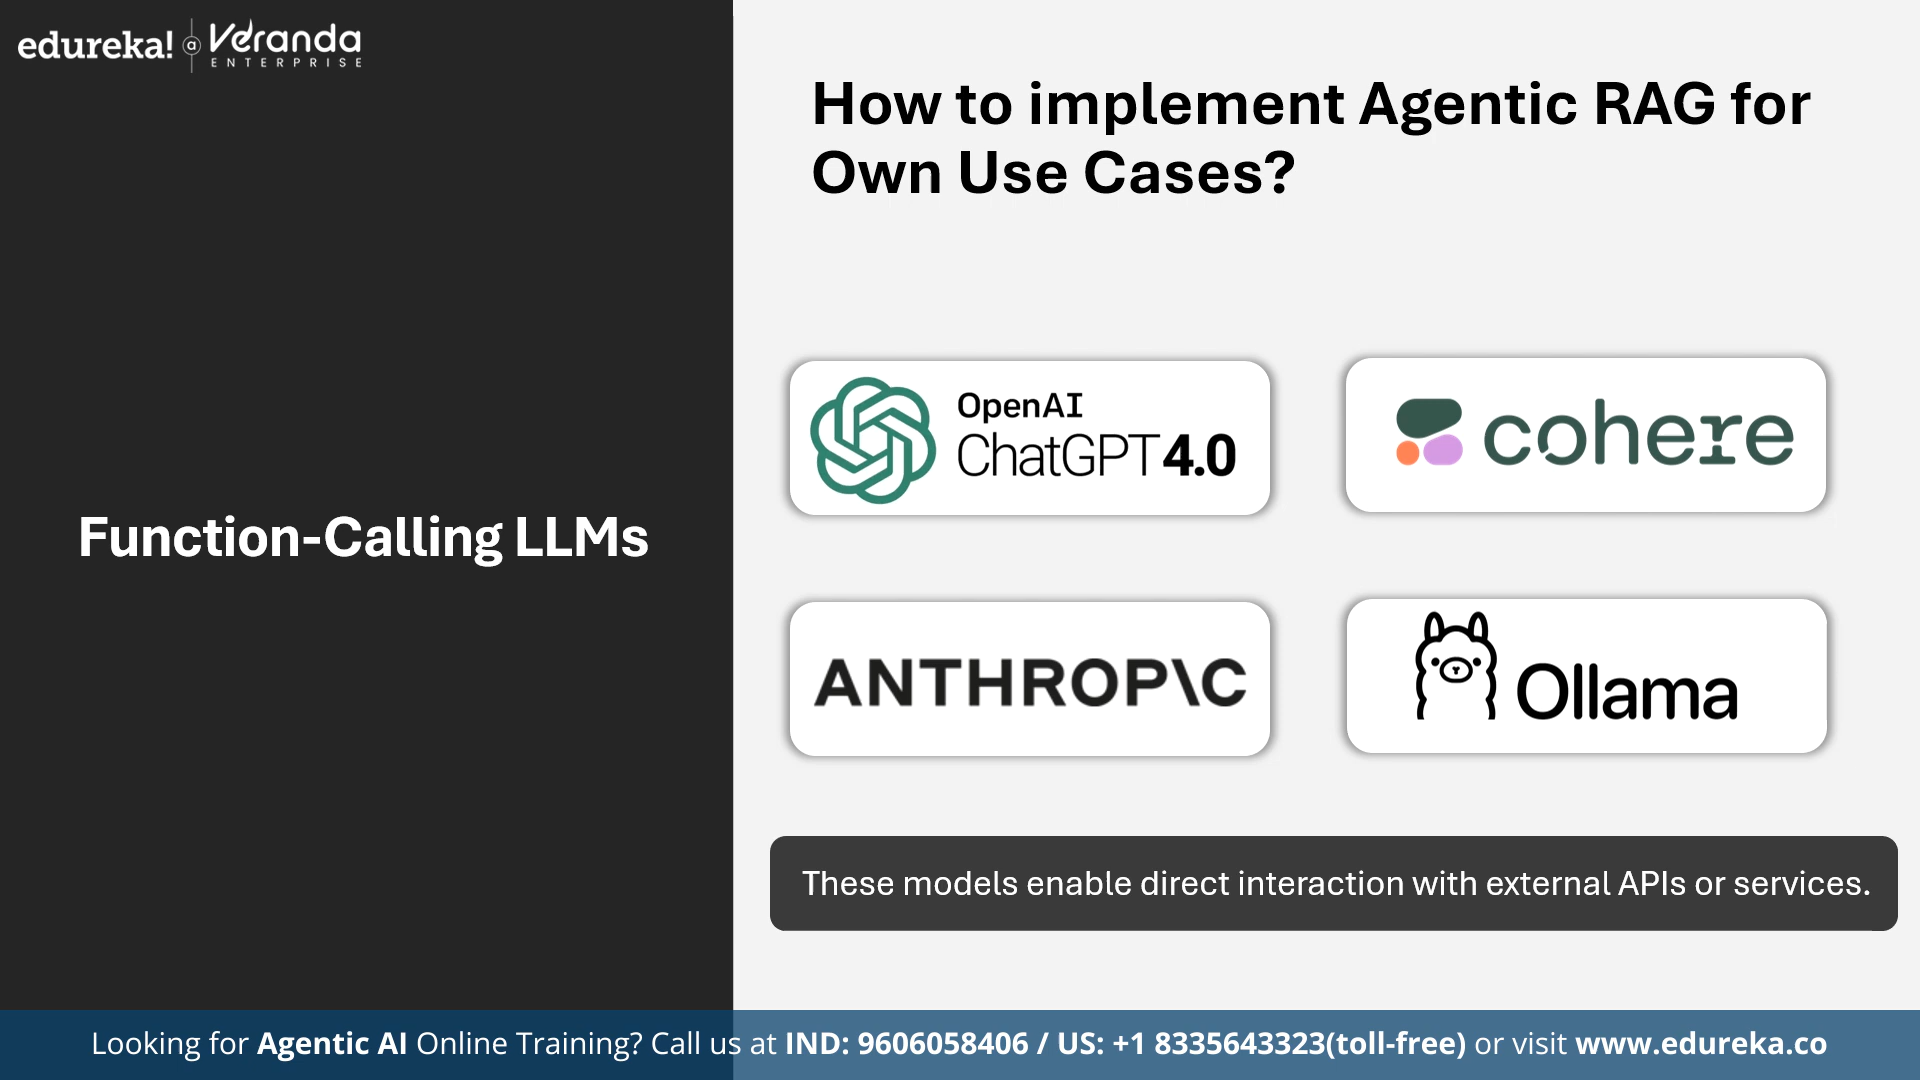 edureka! a Veranda
ENTERPRISE
How to implement Agentic RAG for
Own Use Cases?
Function-Calling LLMs
OpenAI
ChatGPT4.0
cohere
ANTHROP\C
Ollama
These models enable direct interaction with external APIs or services.
Looking for Agentic AI Online Training? Call us at IND: 9606058406 / US: +1 8335643323(toll-free) or visit www.edureka.co